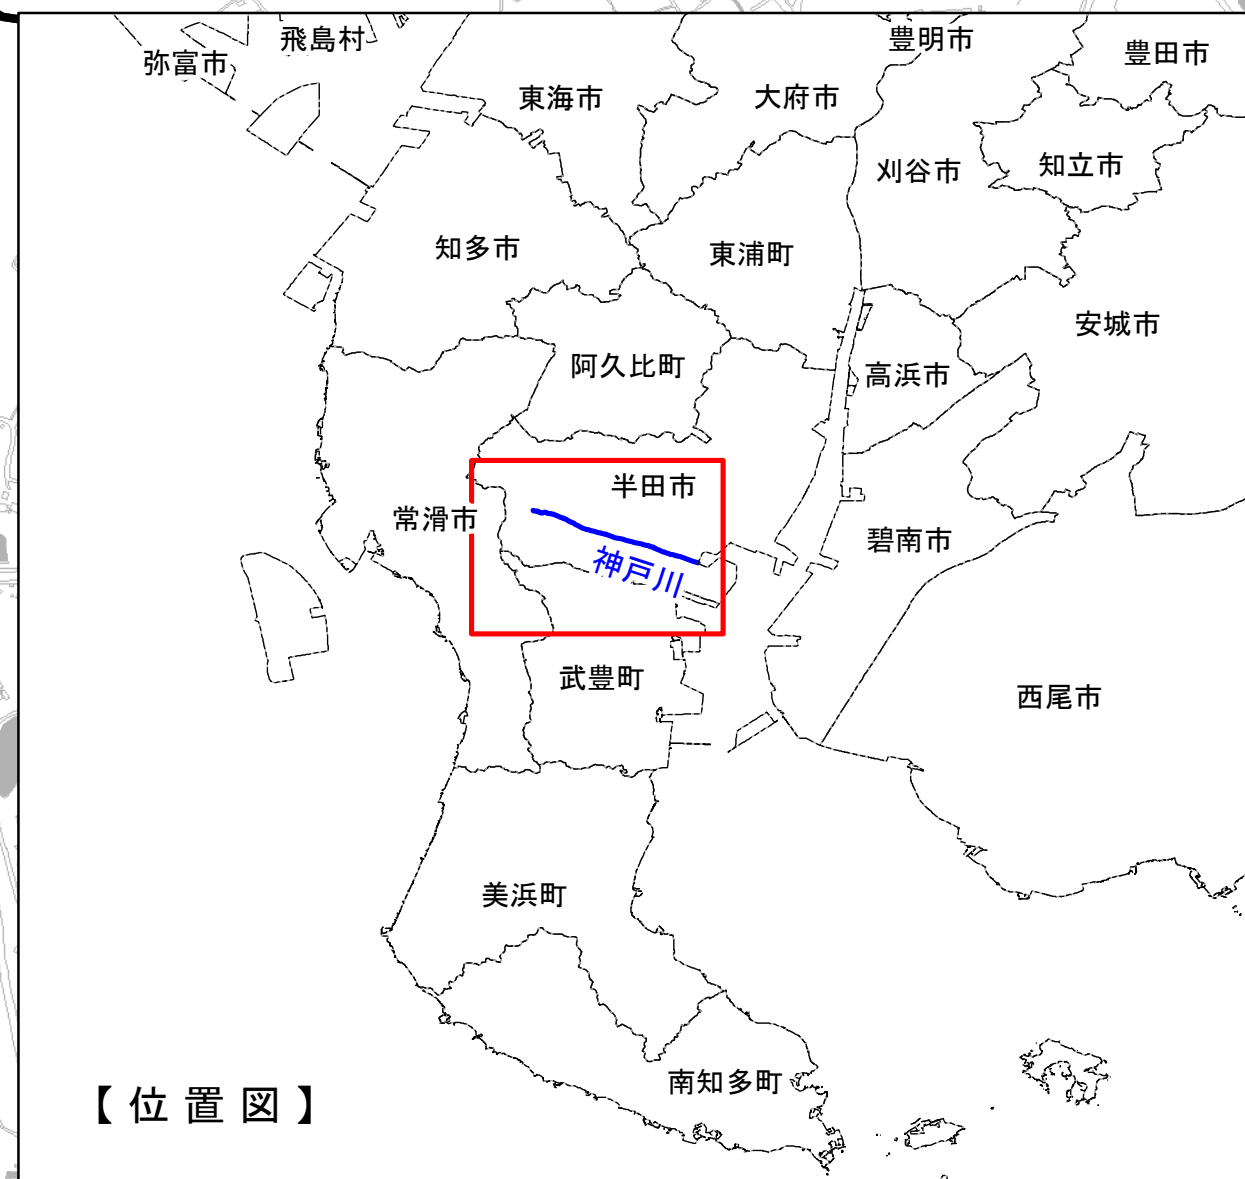 飛島村
豊明市
弥富市
豊田市
東海市
大府市
刈谷市
知立市
知多市
東浦町
安城市
阿久比町
高浜市
半田市
常滑市
碧南市
神戸川
武豊町
西尾市
美浜町
南知多町
【位置図】